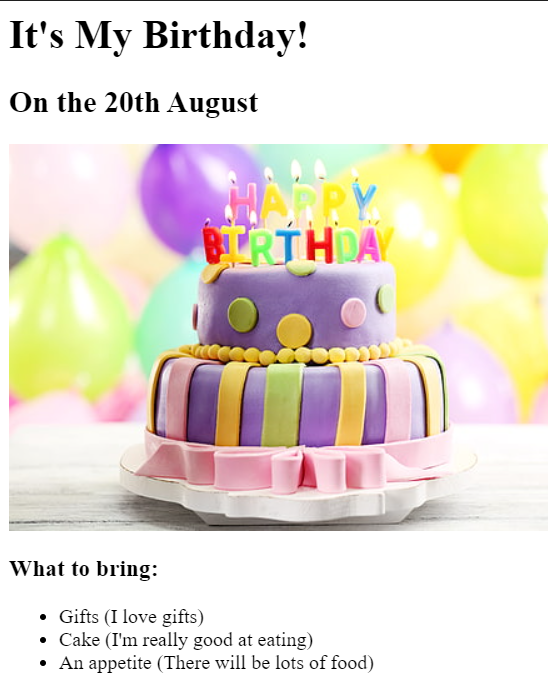 It's My Birthday!
On the 20th August
HAPPY
BIRTHDAY
What to bring:
Gifts (I love gifts)
Cake (I'm really good at eating)
An appetite (There will be lots of food)